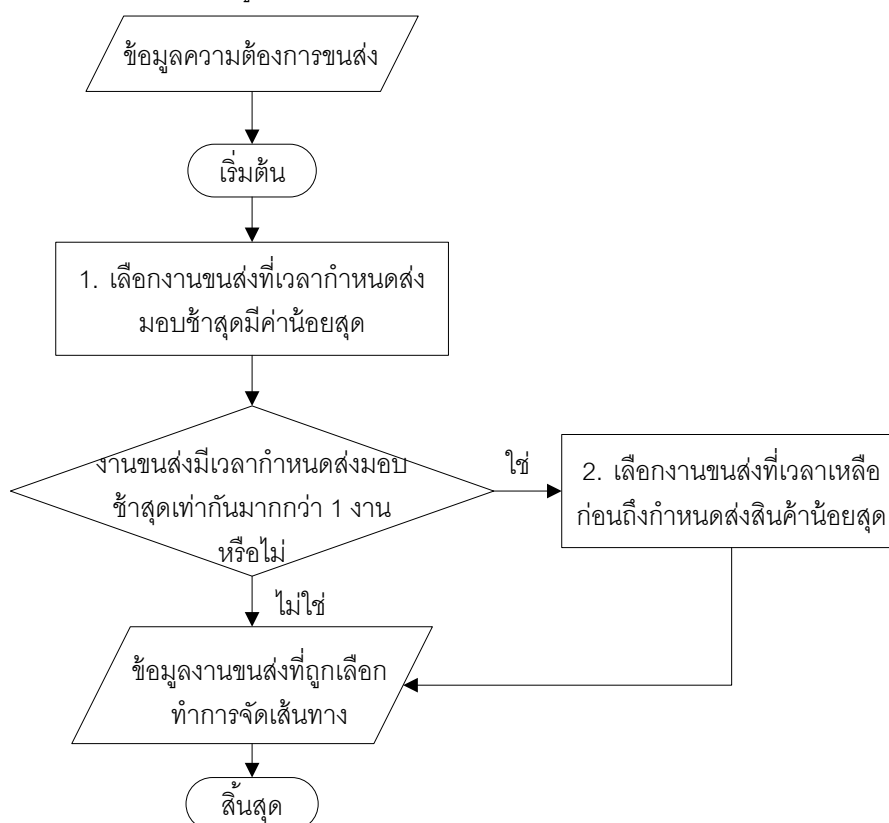 ข้อมูลความต้องการขนส่ง
เริ่มต้น
1. เลือกงานขนส่งที่เวลากำหนดส่ง
มอบช้าสุดมีค่าน้อยสุด
งานขนส่งมีเวลากำหนดส่งมอบ
ช้าสุดเท่ากันมากกว่า 1 งาน
หรือไม่
ใช่
2. เลือกงานขนส่งที่เวลาเหลือ
ก่อนถึงกำหนดส่งสินค้าน้อยสุด
ไม่ใช่
ข้อมูลงานขนส่งที่ถูกเลือก
ทำการจัดเส้นทาง
สิ้นสุด